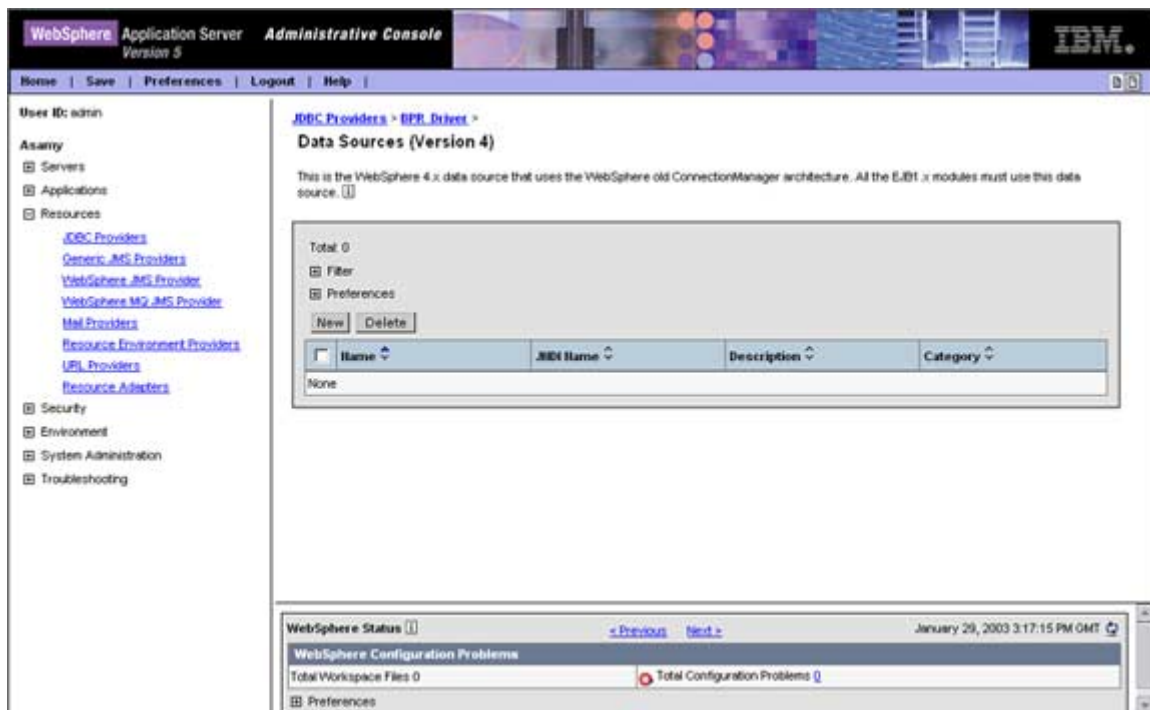 WebSphere Application Server Administrative Console
Version 5
IBM.
Home | Save | Preferences | Logout | Help |
User ID: admin
Asamy
Servers
Applications
Resources
JDBC Providers
Generic JMS Providers
WebSphere JMS Provider
WebSphere MQ JMS Provider
Mail Providers
Resource Environment Providers
URL Providers
Resource Adapters
Security
Environment
System Administration
Troubleshooting
JDBC Providers > BPR Driver >
Data Sources (Version 4)
This is the WebSphere 4.x data source that uses the WebSphere old ConnectionManager architecture. All the EJB1.x modules must use this data
source. i
Total: 0
Filter
Preferences
New Delete
Name JNDI Name Description Category
None
WebSphere Status i < Previous Next > January 29, 2003 3:17:15 PM GMT
WebSphere Configuration Problems
Total Workspace Files 0 Total Configuration Problems 0
Preferences